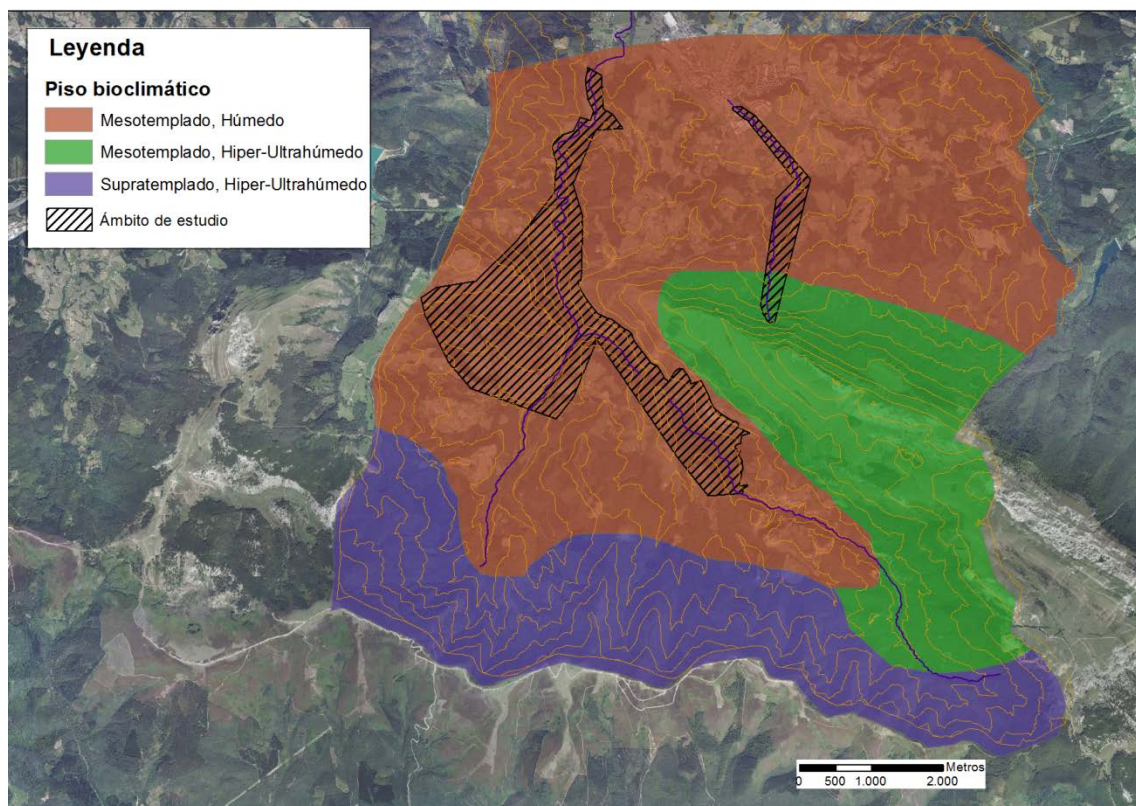 Leyenda
Piso bioclimático
Mesotemplado, Húmedo
Mesotemplado, Hiper-Ultrahúmedo
Supratemplado, Hiper-Ultrahúmedo
Ámbito de estudio
Metros
0 500 1.000 2.000